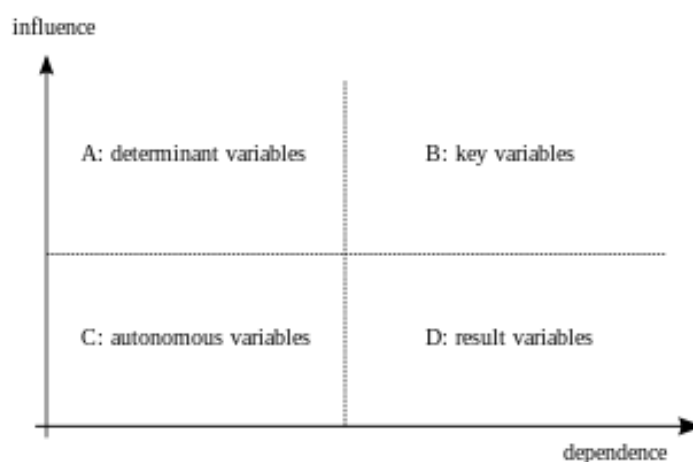 influence
A: determinant variables
B: key variables
C: autonomous variables
D: result variables
dependence